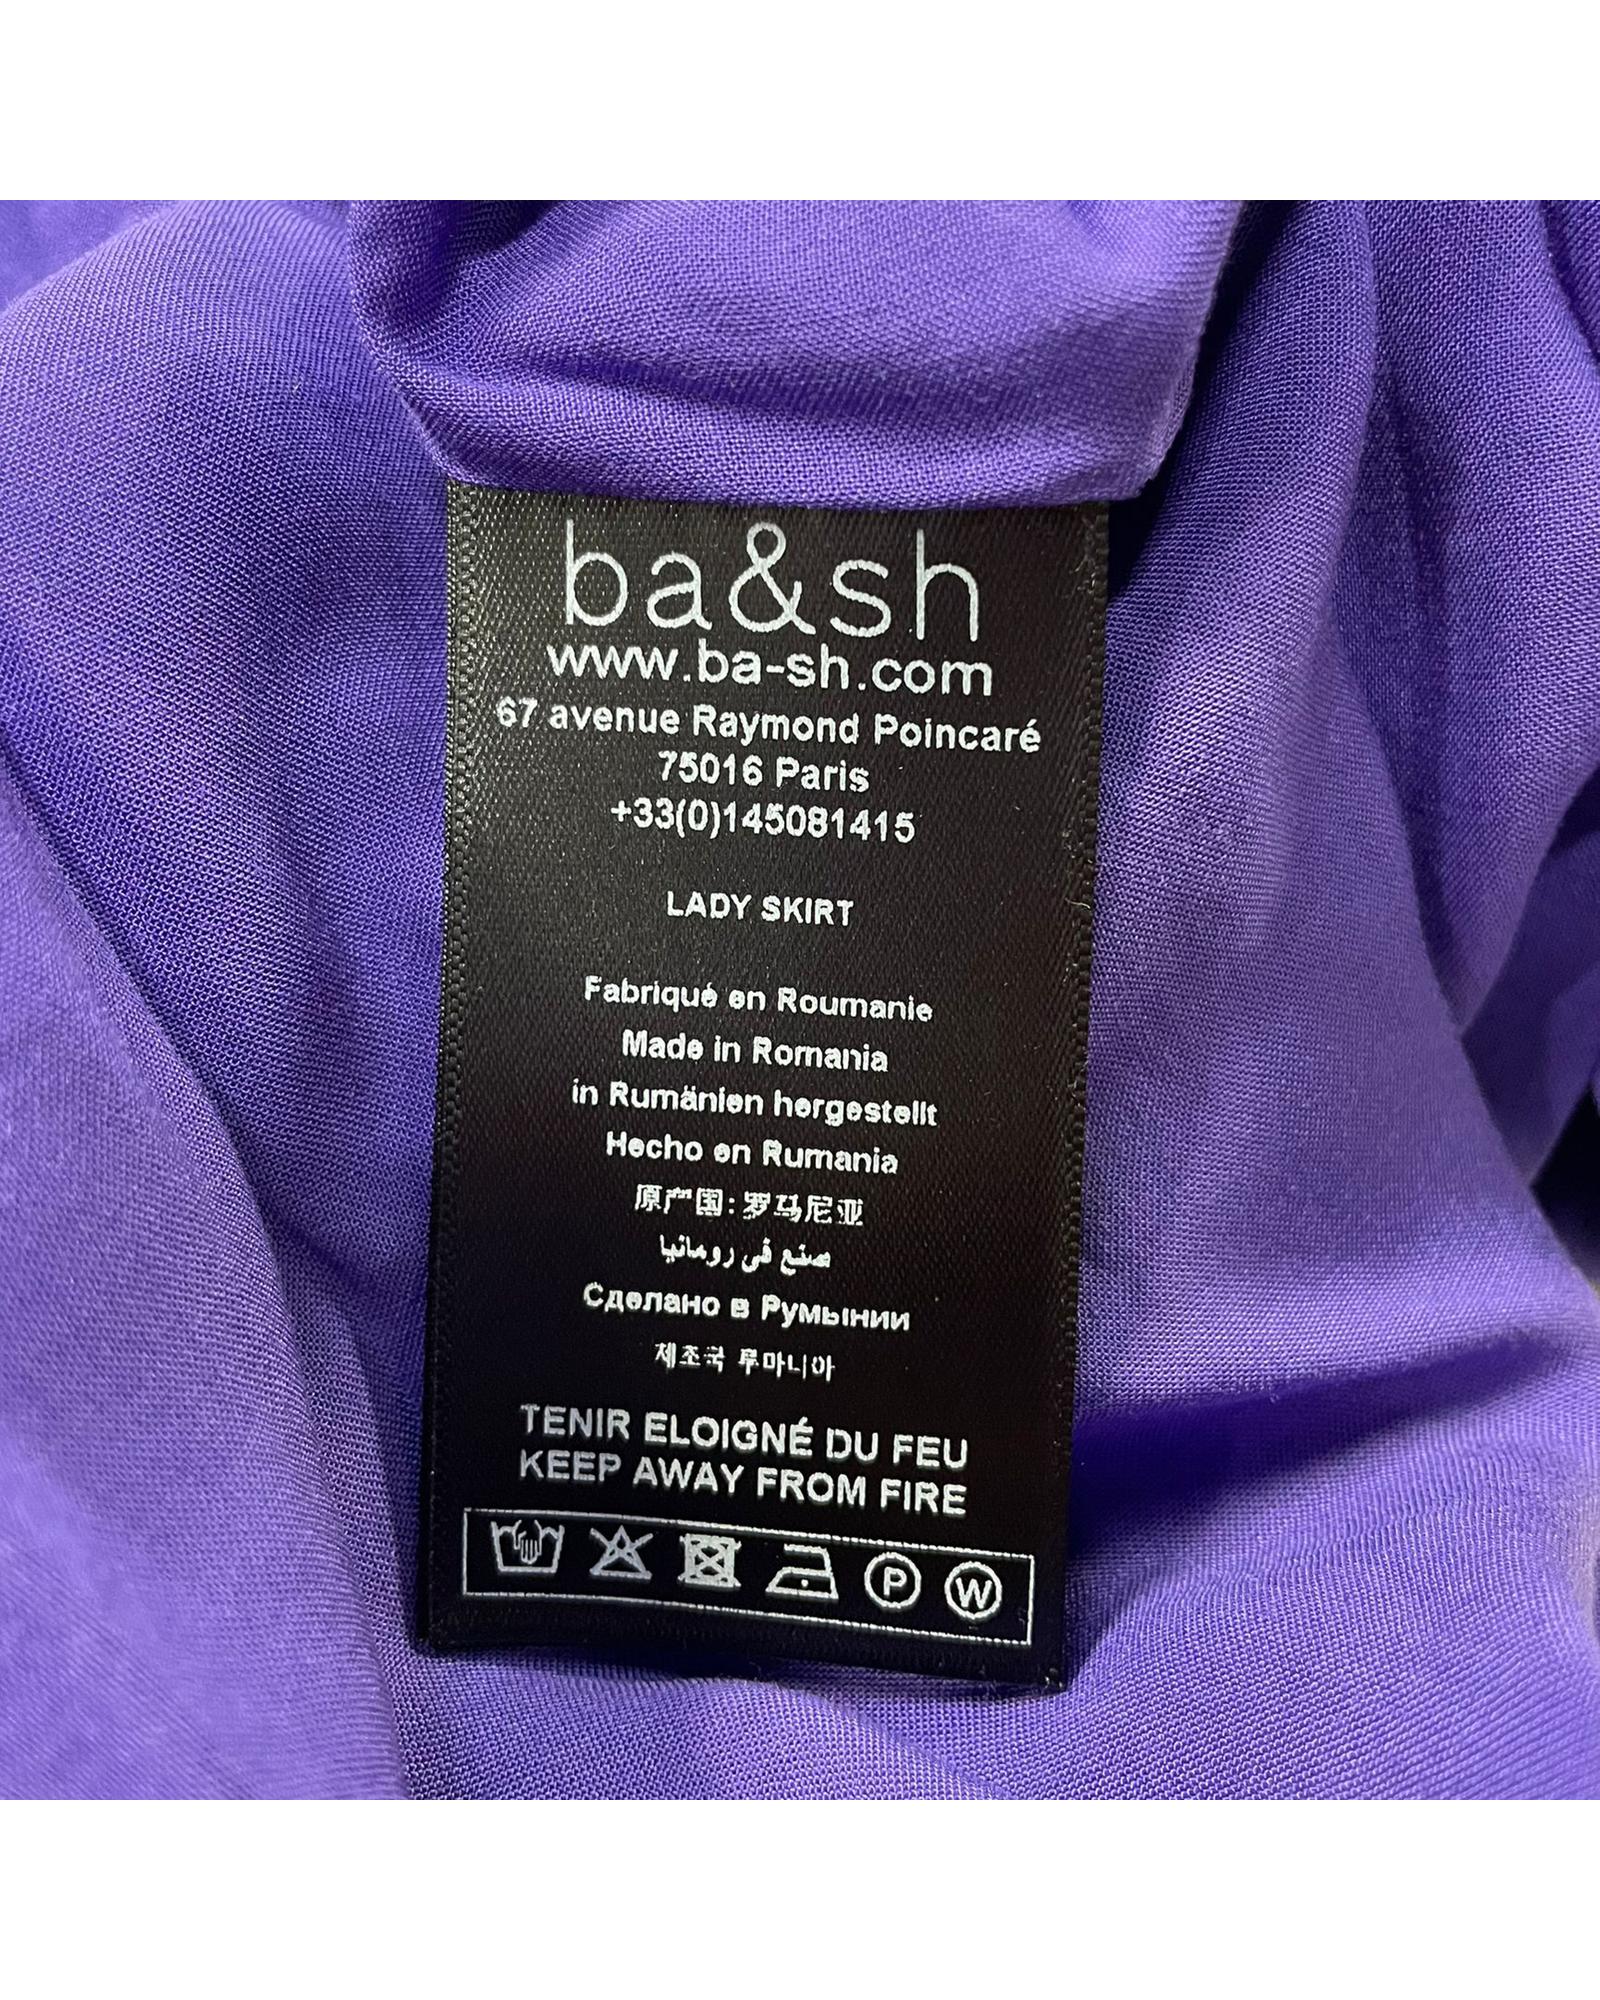 ba&sh
www.ba-sh.com
67 avenue Raymond Poincaré
75016 Paris
+33(0)145081415
LADY SKIRT
Fabriqué en Roumanie
Made in Romania
in Rumänien hergestellt
Hecho en Rumania
原产国:罗马尼亚
صنع في رومانيا
Сделано в Румынии
제조국 루마니아
TENIR ELOIGNÉ DU FEU
KEEP AWAY FROM FIRE
P W